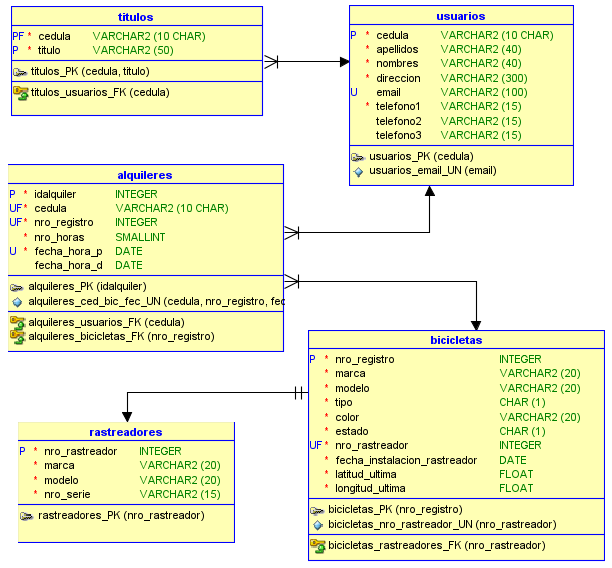 titulos
PF * cedula VARCHAR2 (10 CHAR)
P * titulo VARCHAR2 (50)
titulos_PK (cedula, titulo)
titulos_usuarios_FK (cedula)
usuarios
P * cedula VARCHAR2 (10 CHAR)
* apellidos VARCHAR2 (40)
* nombres VARCHAR2 (40)
* direccion VARCHAR2 (300)
U email VARCHAR2 (100)
* telefono1 VARCHAR2 (15)
telefono2 VARCHAR2 (15)
telefono3 VARCHAR2 (15)
usuarios_PK (cedula)
usuarios_email_UN (email)
alquileres
P * idalquiler INTEGER
UF * cedula VARCHAR2 (10 CHAR)
UF * nro_registro INTEGER
* nro_horas SMALLINT
U * fecha_hora_p DATE
fecha_hora_d DATE
alquileres_PK (idalquiler)
alquileres_ced_bic_fec_UN (cedula, nro_registro, fec
alquileres_usuarios_FK (cedula)
alquileres_bicicletas_FK (nro_registro)
bicicletas
P * nro_registro INTEGER
* marca VARCHAR2 (20)
* modelo VARCHAR2 (20)
* tipo CHAR (1)
* color VARCHAR2 (20)
* estado CHAR (1)
UF * nro_rastreador INTEGER
* fecha_instalacion_rastreador DATE
* latitud_ultima FLOAT
* longitud_ultima FLOAT
bicicletas_PK (nro_registro)
bicicletas_nro_rastreador_UN (nro_rastreador)
bicicletas_rastreadores_FK (nro_rastreador)
rastreadores
P * nro_rastreador INTEGER
* marca VARCHAR2 (20)
* modelo VARCHAR2 (20)
* nro_serie VARCHAR2 (15)
rastreadores_PK (nro_rastreador)